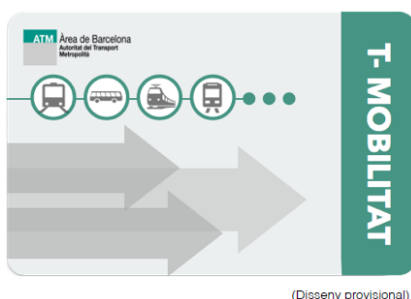 ATM Àrea de Barcelona
Autoritat del Transport
Metropolità
T- MOBILITAT
(Disseny provisional)